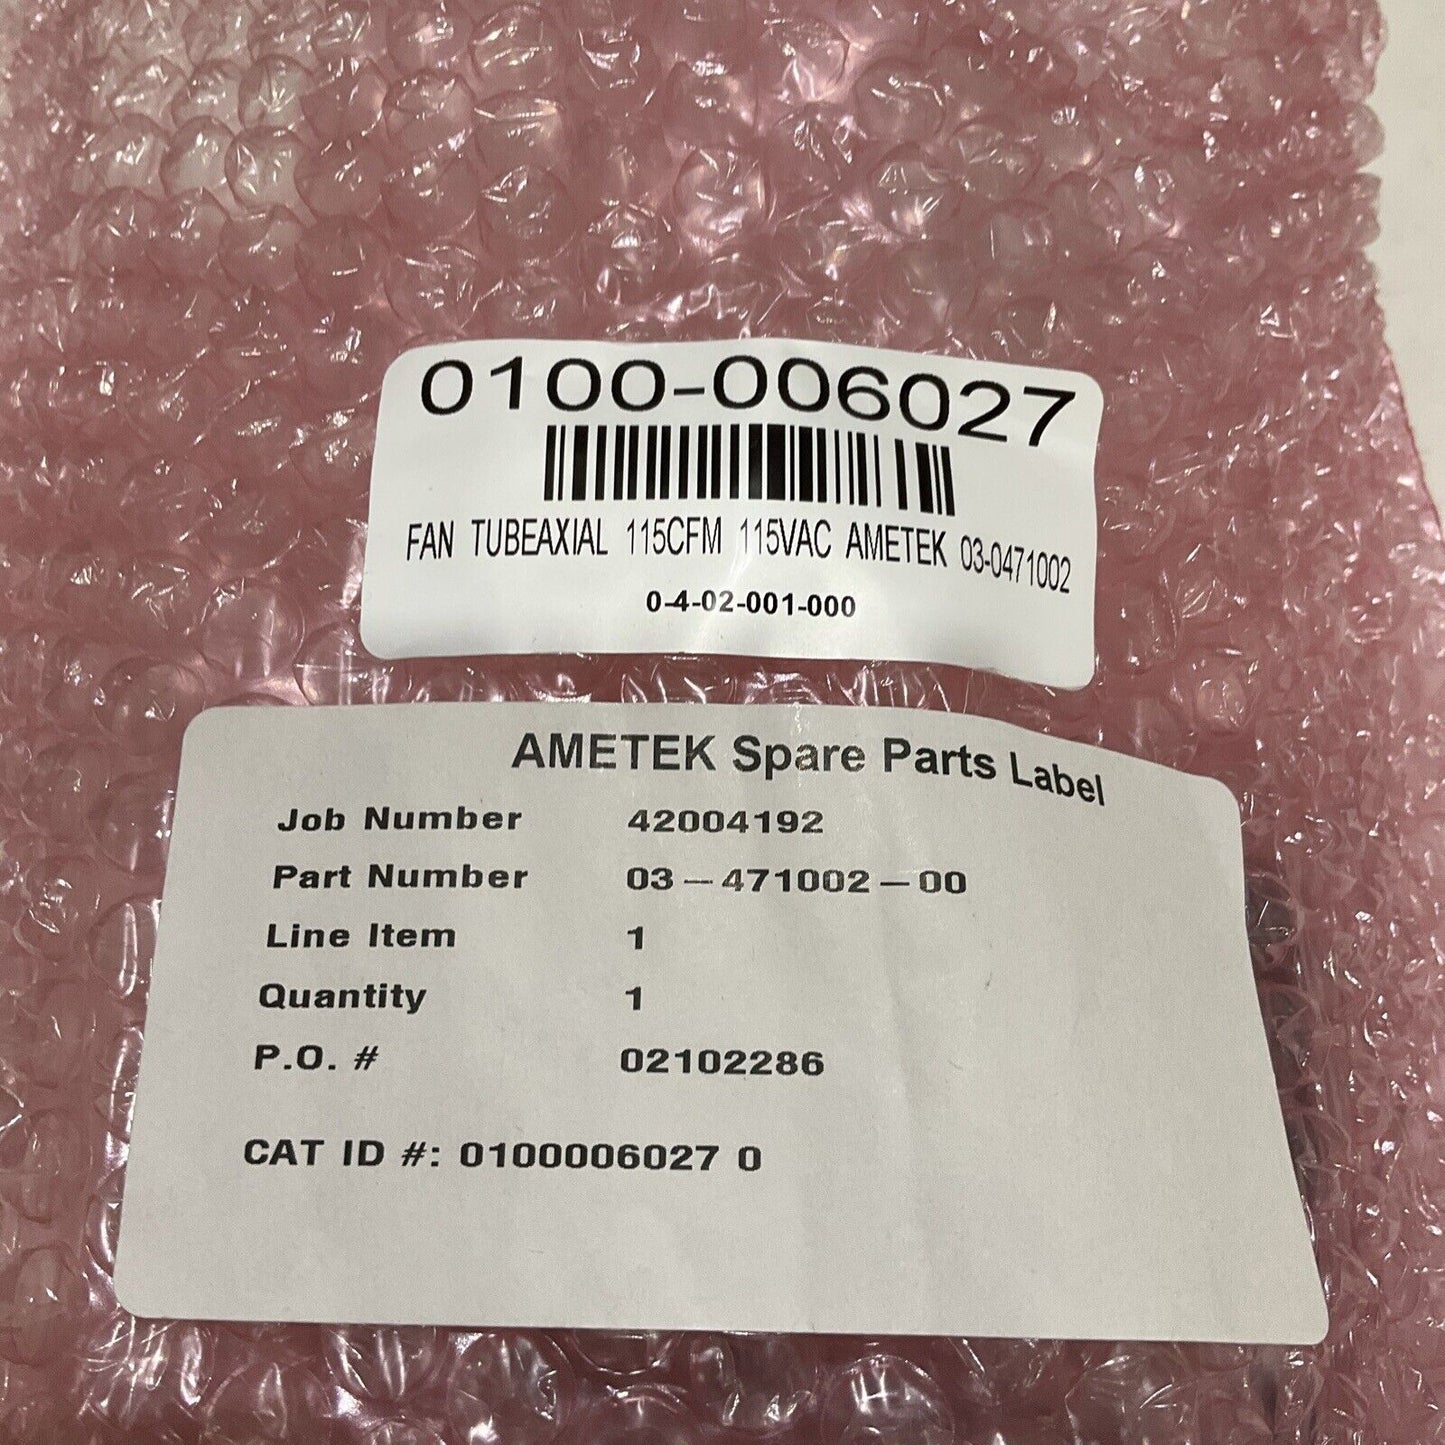 0100-006027
FAN TUBEAXIAL 115CFM 115VAC AMETEK 03-0471002
0-4-02-001-000
AMETEK Spare Parts Label
Job Number 42004192
Part Number 03-471002-00
Line Item 1
Quantity 1
P.O. # 02102286
CAT ID #: 0100006027 0